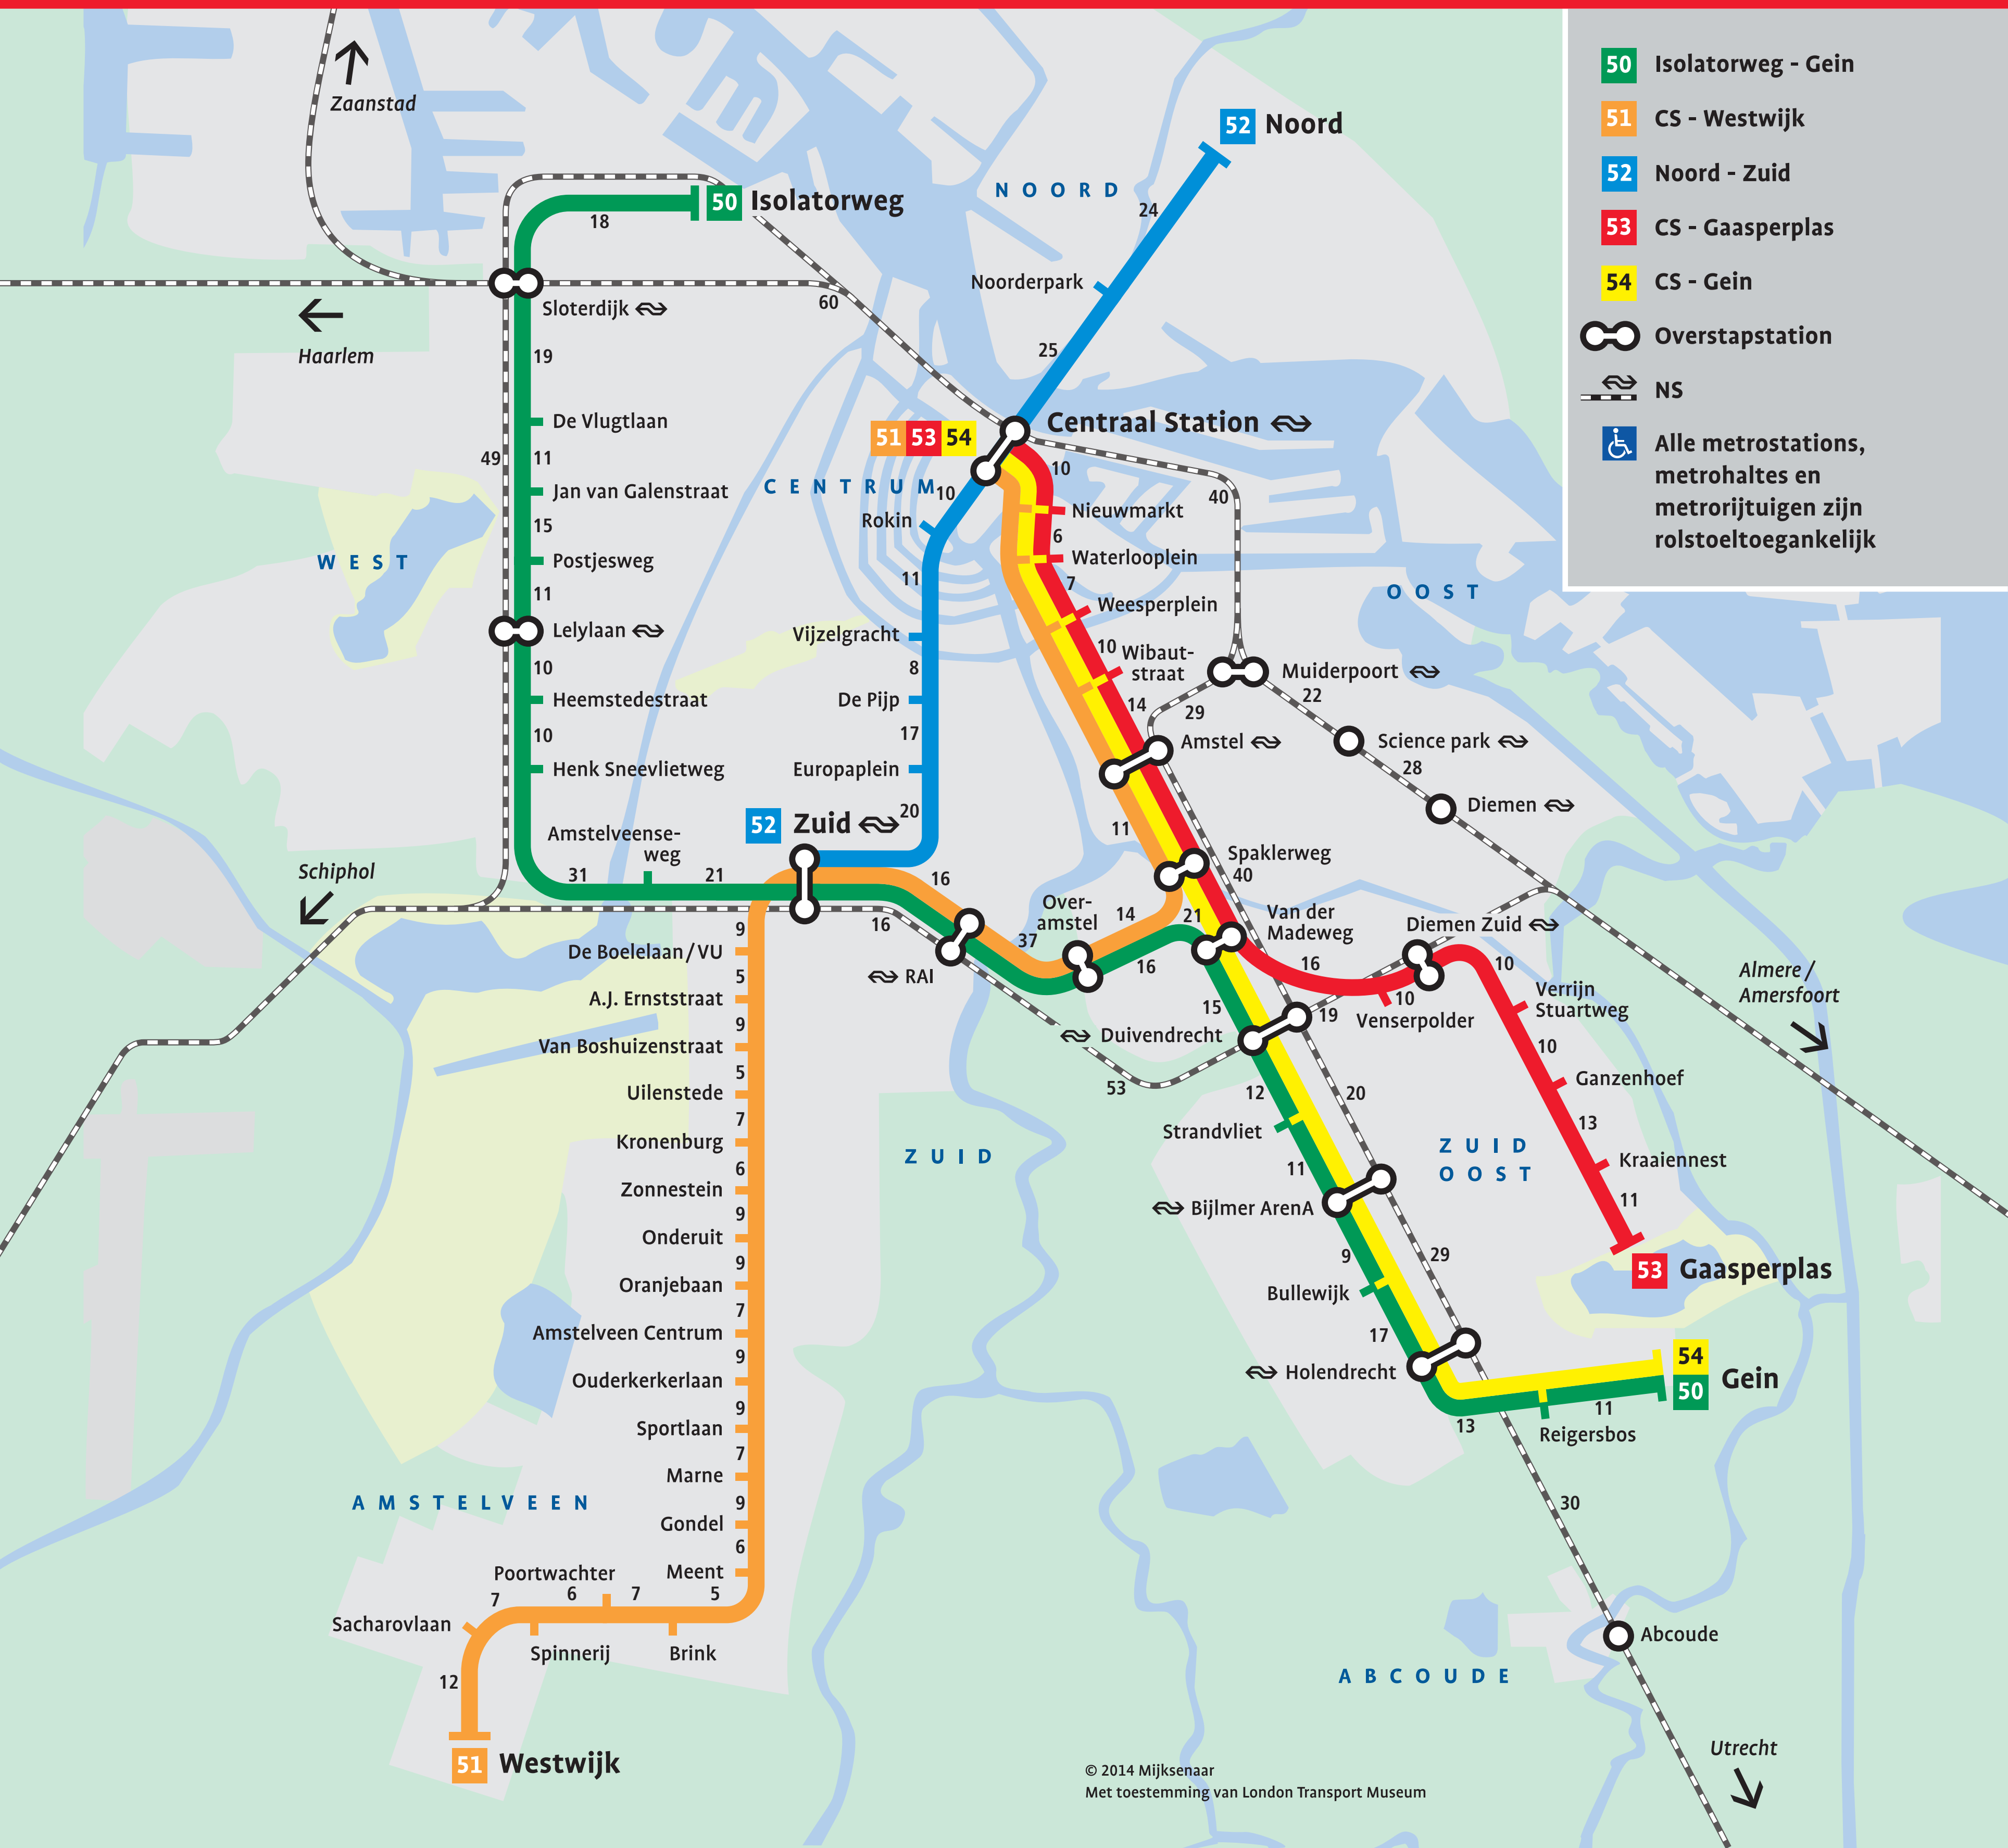 50 Isolatorweg - Gein
51 CS - Westwijk
52 Noord - Zuid
53 CS - Gaasperplas
54 CS - Gein
Overstapstation
NS
Alle metrostations,
metrohaltes en
metrorijtuigen zijn
rolstoeltoegankelijk
Zaanstad
52 Noord
NOORD
24
50 Isolatorweg
18
Noorderpark
Sloterdijk
60
Haarlem
19
25
De Vlugtlaan
Centraal Station
51 53 54
49
11
10
CENTRUM
10
Jan van Galenstraat
40
Rokin
Nieuwmarkt
15
6
WEST
Postjesweg
Waterlooplein
11
7
11
OOST
Weesperplein
Lelylaan
Vijzelgracht
10
Wibaut-
straat
10
8
Muiderpoort
22
Heemstedestraat
De Pijp
14
29
10
17
Amstel
Science park
Henk Sneevlietweg
Europaplein
28
Diemen
20
52 Zuid
11
Amstelveense-
weg
Spaklerweg
40
Schiphol
31
21
16
Over-
amstel
14
21
Van der
Madeweg
16
9
37
Diemen Zuid
De Boelelaan/VU
16
16
10
RAI
5
A.J. Ernststraat
10
Verrijn
Stuartweg
Almere/
Amersfoort
15
19
Venserpolder
9
Duivendrecht
Van Boshuizenstraat
10
5
53
Ganzenhoef
Uilenstede
12
20
7
Strandvliet
13
Kronenburg
ZUID
ZUID
OOST
6
11
Kraaiennest
Zonnestein
Bijlmer ArenA
11
9
Onderuit
9
9
29
53 Gaasperplas
Oranjebaan
Bullewijk
7
Amstelveen Centrum
17
9
54
50
Gein
Holendrecht
Ouderkerkerlaan
9
13
11
Sportlaan
Reigersbos
7
Marne
AMSTELVEEN
9
30
Gondel
6
Meent
Poortwachter
7
6
7
5
Sacharovlaan
Spinnerij
Brink
Abcoude
12
ABCOUDE
51 Westwijk
Utrecht
© 2014 Mijksenaar
Met toestemming van London Transport Museum